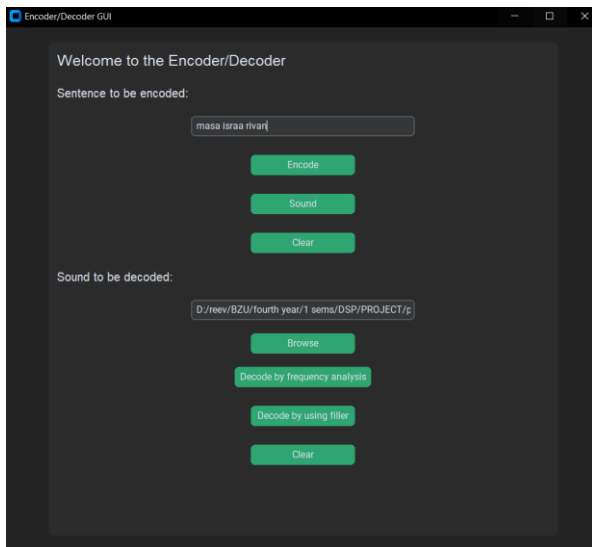 Encoder/Decoder GUI
Welcome to the Encoder/Decoder
Sentence to be encoded:
masa israa rivan
Encode
Sound
Clear
Sound to be decoded:
D:/reev/BZU/fourth year/1 sems/DSP/PROJECT/p
Browse
Decode by frequency analysis
Decode by using filler
Clear